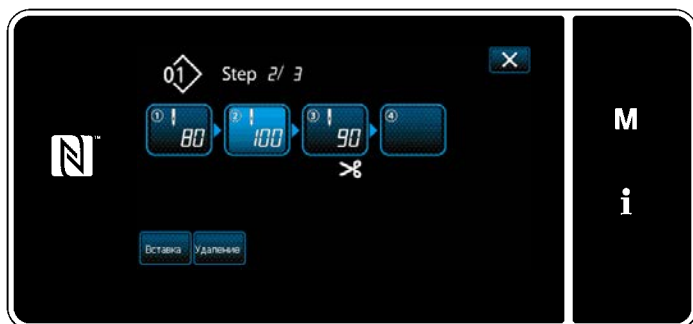 01 Step 2/ 3
① 80 ② 100 ③ 90 ④
M
i
Вставка Удаление